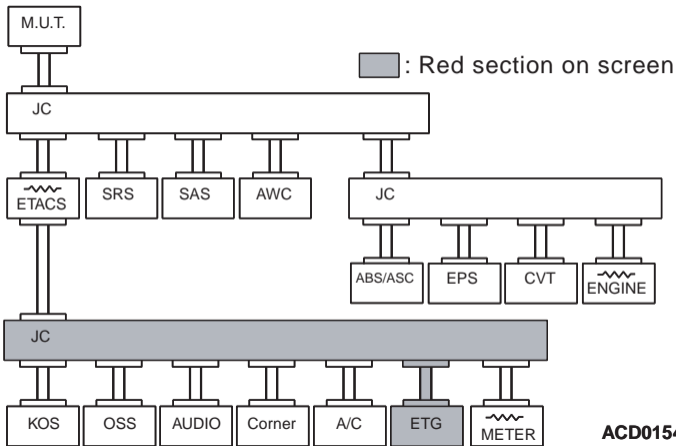 M.U.T.
: Red section on screen
JC
ETACS
SRS
SAS
AWC
JC
ABS/ASC
EPS
CVT
ENGINE
JC
KOS
OSS
AUDIO
Corner
A/C
ETG
METER